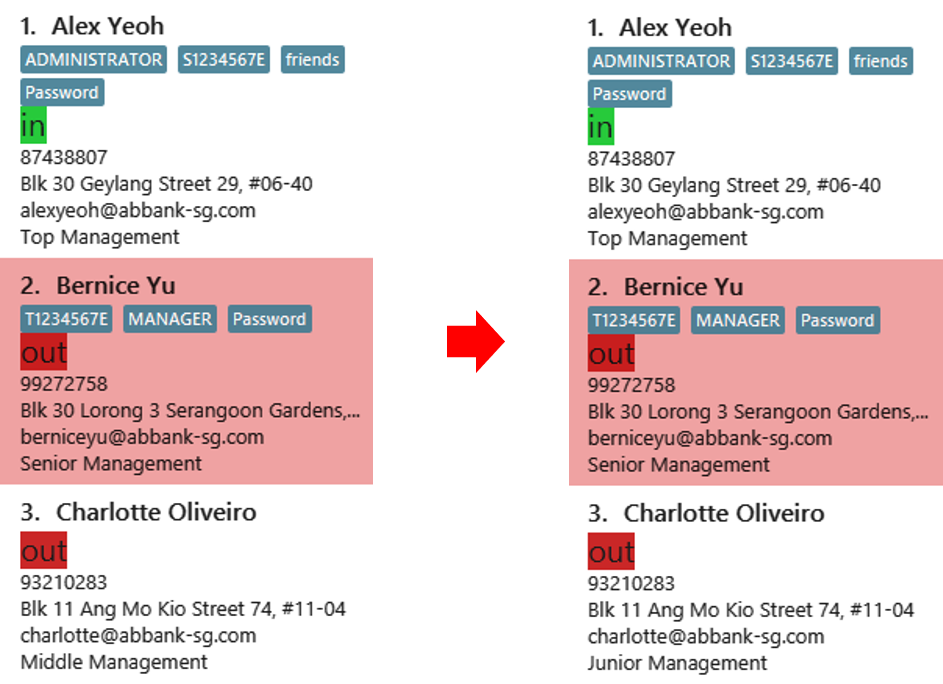 1. Alex Yeoh
ADMINISTRATOR S1234567E friends
Password
in
87438807
Blk 30 Geylang Street 29, #06-40
alexyeoh@abbank-sg.com
Top Management
2. Bernice Yu
T1234567E MANAGER Password
out
99272758
Blk 30 Lorong 3 Serangoon Gardens,...
berniceyu@abbank-sg.com
Senior Management
3. Charlotte Oliveiro
out
93210283
Blk 11 Ang Mo Kio Street 74, #11-04
charlotte@abbank-sg.com
Middle Management
1. Alex Yeoh
ADMINISTRATOR S1234567E friends
Password
in
87438807
Blk 30 Geylang Street 29, #06-40
alexyeoh@abbank-sg.com
Top Management
2. Bernice Yu
T1234567E MANAGER Password
out
99272758
Blk 30 Lorong 3 Serangoon Gardens,...
berniceyu@abbank-sg.com
Senior Management
3. Charlotte Oliveiro
out
93210283
Blk 11 Ang Mo Kio Street 74, #11-04
charlotte@abbank-sg.com
Junior Management